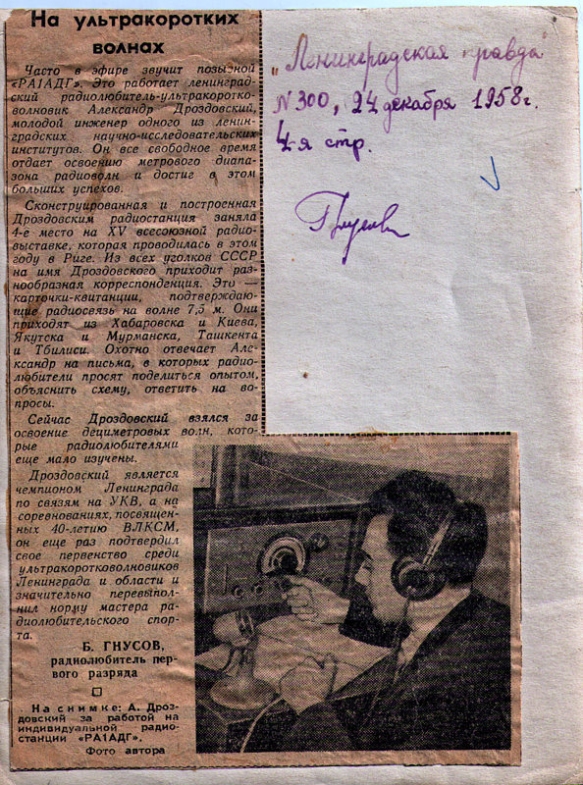 На ультракоротких
волнах
Часто в эфире звучит позывной
«РА1АДГ». Это работает ленинград-
ский радиолюбитель-ультракоротко-
волновик Александр Дроздовский,
молодой инженер одного из ленин-
градских научно-исследовательских
институтов. Он все свободное время
отдает освоению метрового диапа-
зона радиоволн и достиг в этом
больших успехов.
Сконструированная и построенная
Дроздовским радиостанция заняла
4-е место на XV всесоюзной радио-
выставке, которая проводилась в этом
году в Риге. Из всех уголков СССР
на имя Дроздовского приходит раз-
нообразная корреспонденция. Это —
карточки-квитанции, подтверждаю-
щие радиосвязь на волне 7,5 м. Они
приходят из Хабаровска и Киева,
Якутска и Мурманска, Ташкента
и Тбилиси. Охотно отвечает Алек-
сандр на письма, в которых радио-
любители просят поделиться опытом,
объяснить схему, ответить на во-
просы.
Сейчас Дроздовский взялся за
освоение дециметровых волн, кото-
рые радиолюбителями
еще мало изучены.
Дроздовский является
чемпионом Ленинграда
по связям на УКВ, а на
соревнованиях, посвящен-
ных 40-летию ВЛКСМ,
он еще раз подтвердил
свое первенство среди
ультракоротковолновиков
Ленинграда и области и
значительно перевыпол-
нил норму мастера ра-
диолюбительского спор-
та.
Б. ГНУСОВ,
радиолюбитель пер-
вого разряда
На снимке: А. Дроз-
довский за работой на
индивидуальной радио-
станции «РА1АДГ».
Фото автора
"Ленинградская правда"
N 300, 24 декабря 1958 г.
4-я стр.